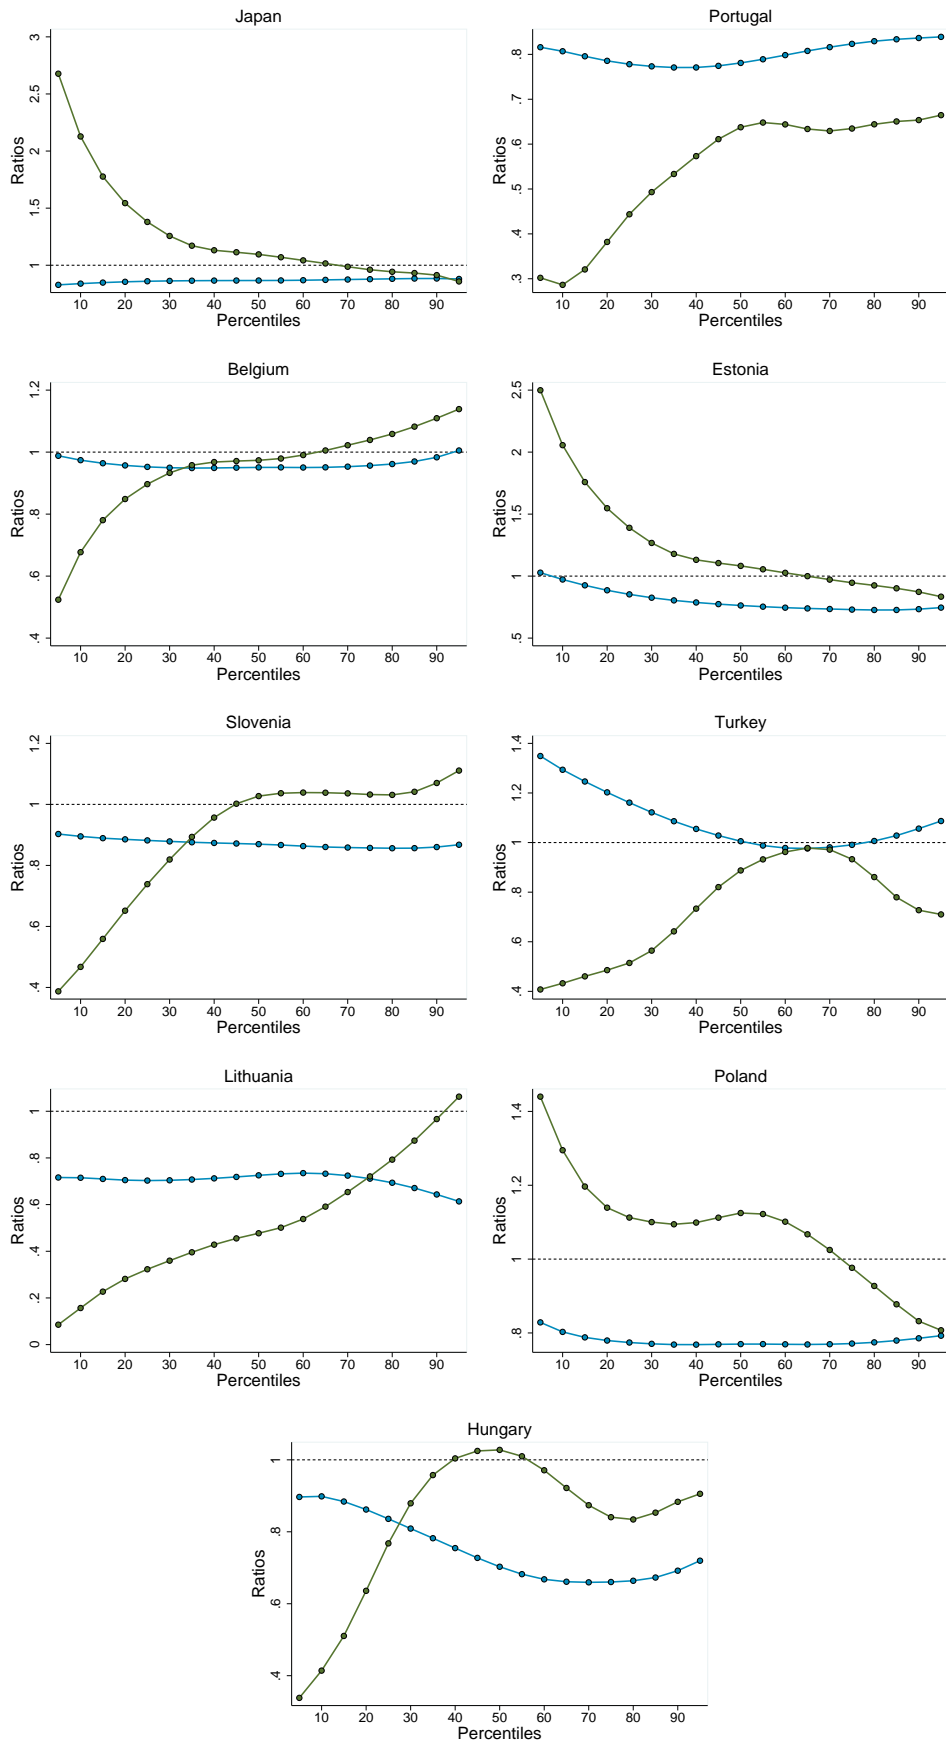 Japan
Ratios
3
2.5
2
1.5
1
10 20 30 40 50 60 70 80 90
Percentiles
Portugal
Ratios
.8
.7
.6
.5
.4
.3
10 20 30 40 50 60 70 80 90
Percentiles
Belgium
Ratios
1.2
1
.8
.6
.4
10 20 30 40 50 60 70 80 90
Percentiles
Estonia
Ratios
2.5
2
1.5
1
.5
10 20 30 40 50 60 70 80 90
Percentiles
Slovenia
Ratios
1.2
1
.8
.6
.4
10 20 30 40 50 60 70 80 90
Percentiles
Turkey
Ratios
1.4
1.2
1
.8
.6
.4
10 20 30 40 50 60 70 80 90
Percentiles
Lithuania
Ratios
1
.8
.6
.4
.2
0
10 20 30 40 50 60 70 80 90
Percentiles
Poland
Ratios
1.4
1.2
1
.8
10 20 30 40 50 60 70 80 90
Percentiles
Hungary
Ratios
1
.8
.6
.4
10 20 30 40 50 60 70 80 90
Percentiles